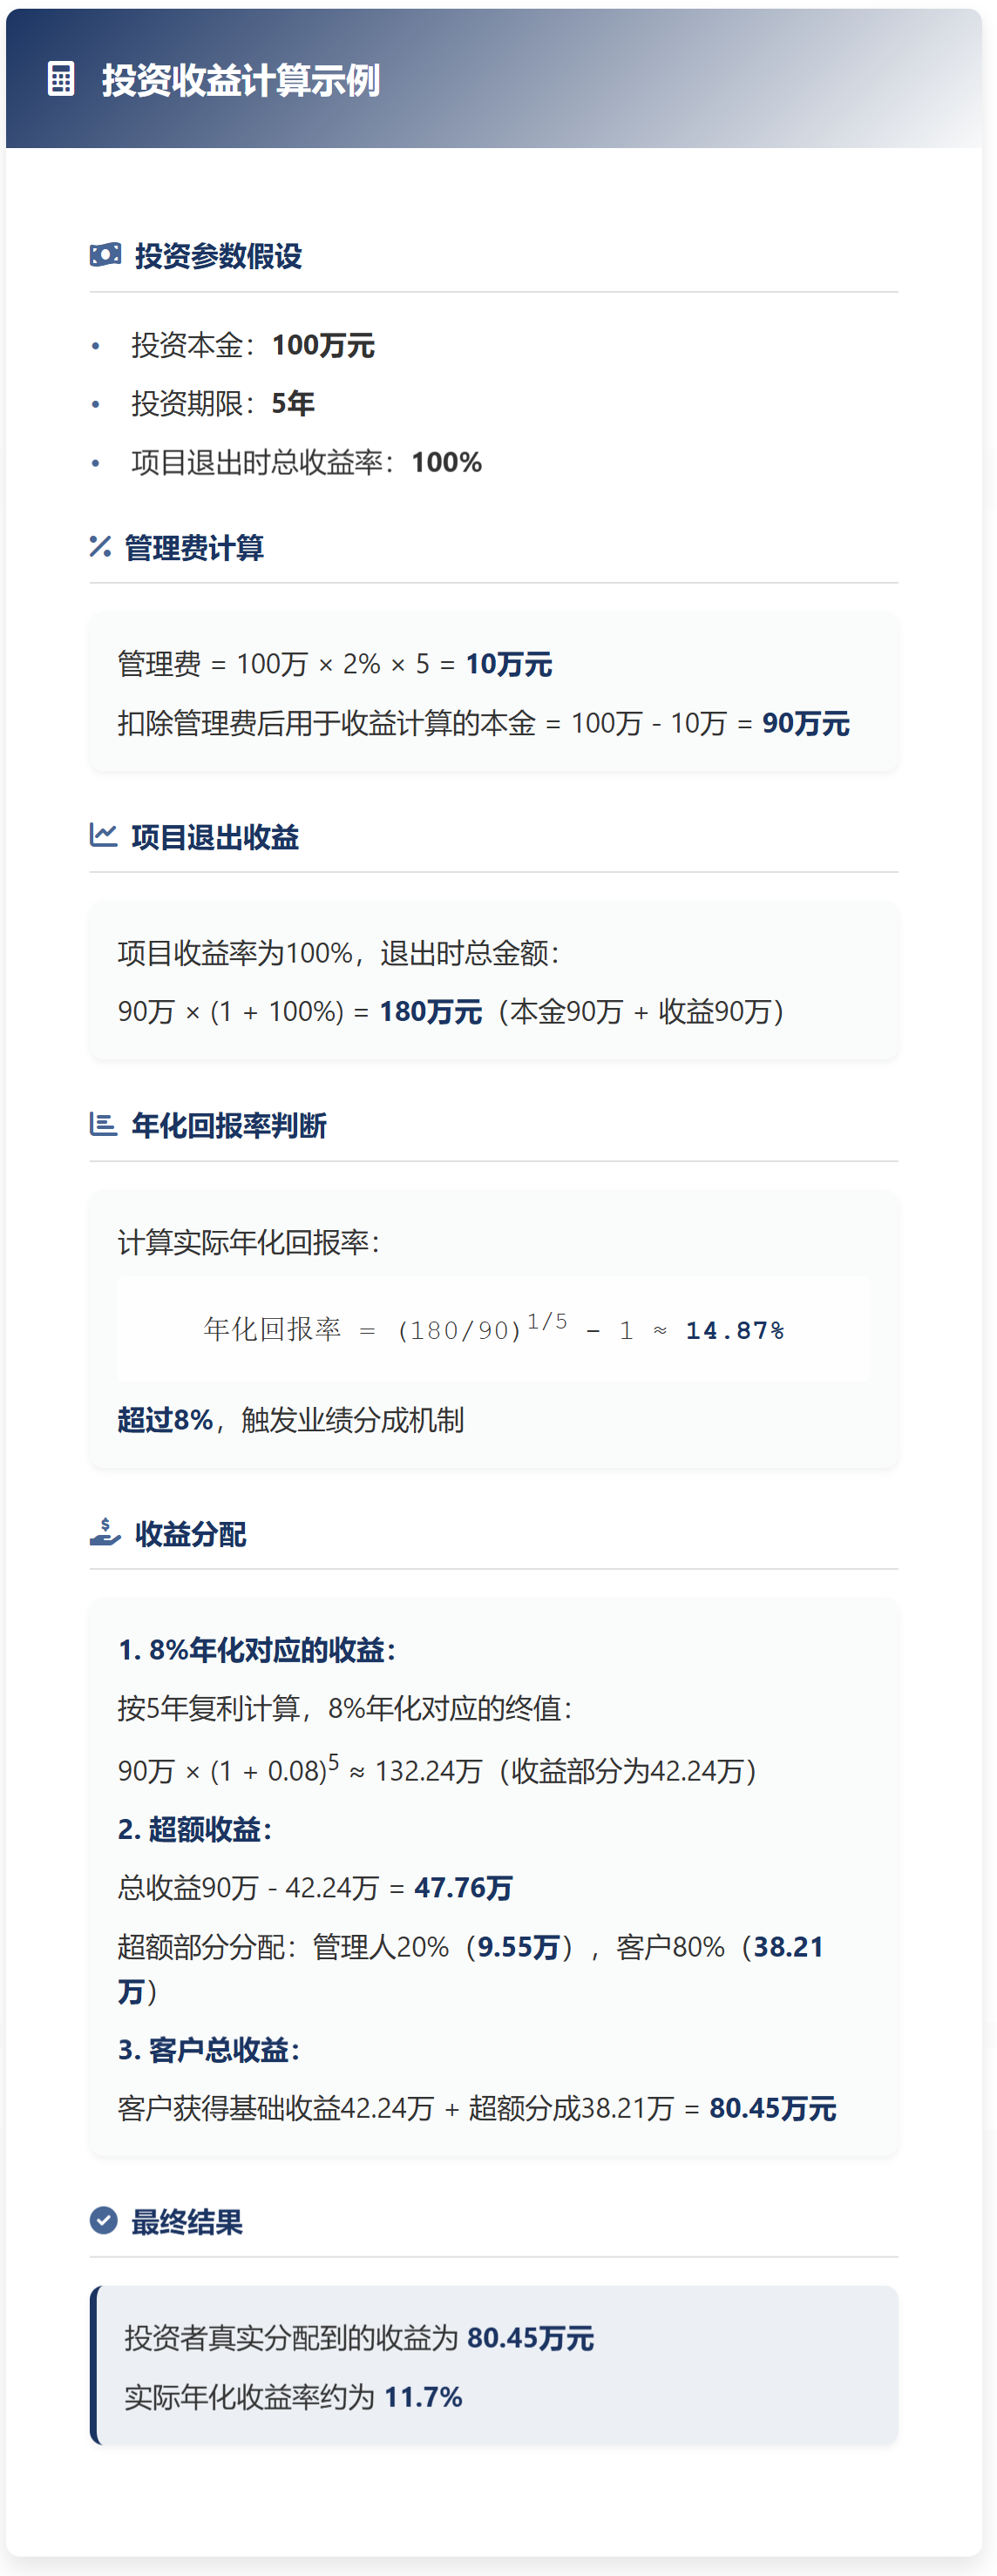 投资收益计算示例
投资参数假设
• 投资本金：100万元
• 投资期限：5年
• 项目退出时总收益率：100%
管理费计算
管理费 = 100万 × 2% × 5 = 10万元
扣除管理费后用于收益计算的本金 = 100万 - 10万 = 90万元
项目退出收益
项目收益率为100%，退出时总金额：
90万 × (1 + 100%) = 180万元（本金90万 + 收益90万）
年化回报率判断
计算实际年化回报率：
年化回报率 = (180/90)^1/5 - 1 ≈ 14.87%
超过8%，触发业绩分成机制
收益分配
1. 8%年化对应的收益：
按5年复利计算，8%年化对应的终值：
90万 × (1 + 0.08)^5 ≈ 132.24万（收益部分为42.24万）
2. 超额收益：
总收益90万 - 42.24万 = 47.76万
超额部分分配：管理人20%（9.55万），客户80%（38.21
万）
3. 客户总收益：
客户获得基础收益42.24万 + 超额分成38.21万 = 80.45万元
最终结果
投资者真实分配到的收益为 80.45万元
实际年化收益率约为 11.7%